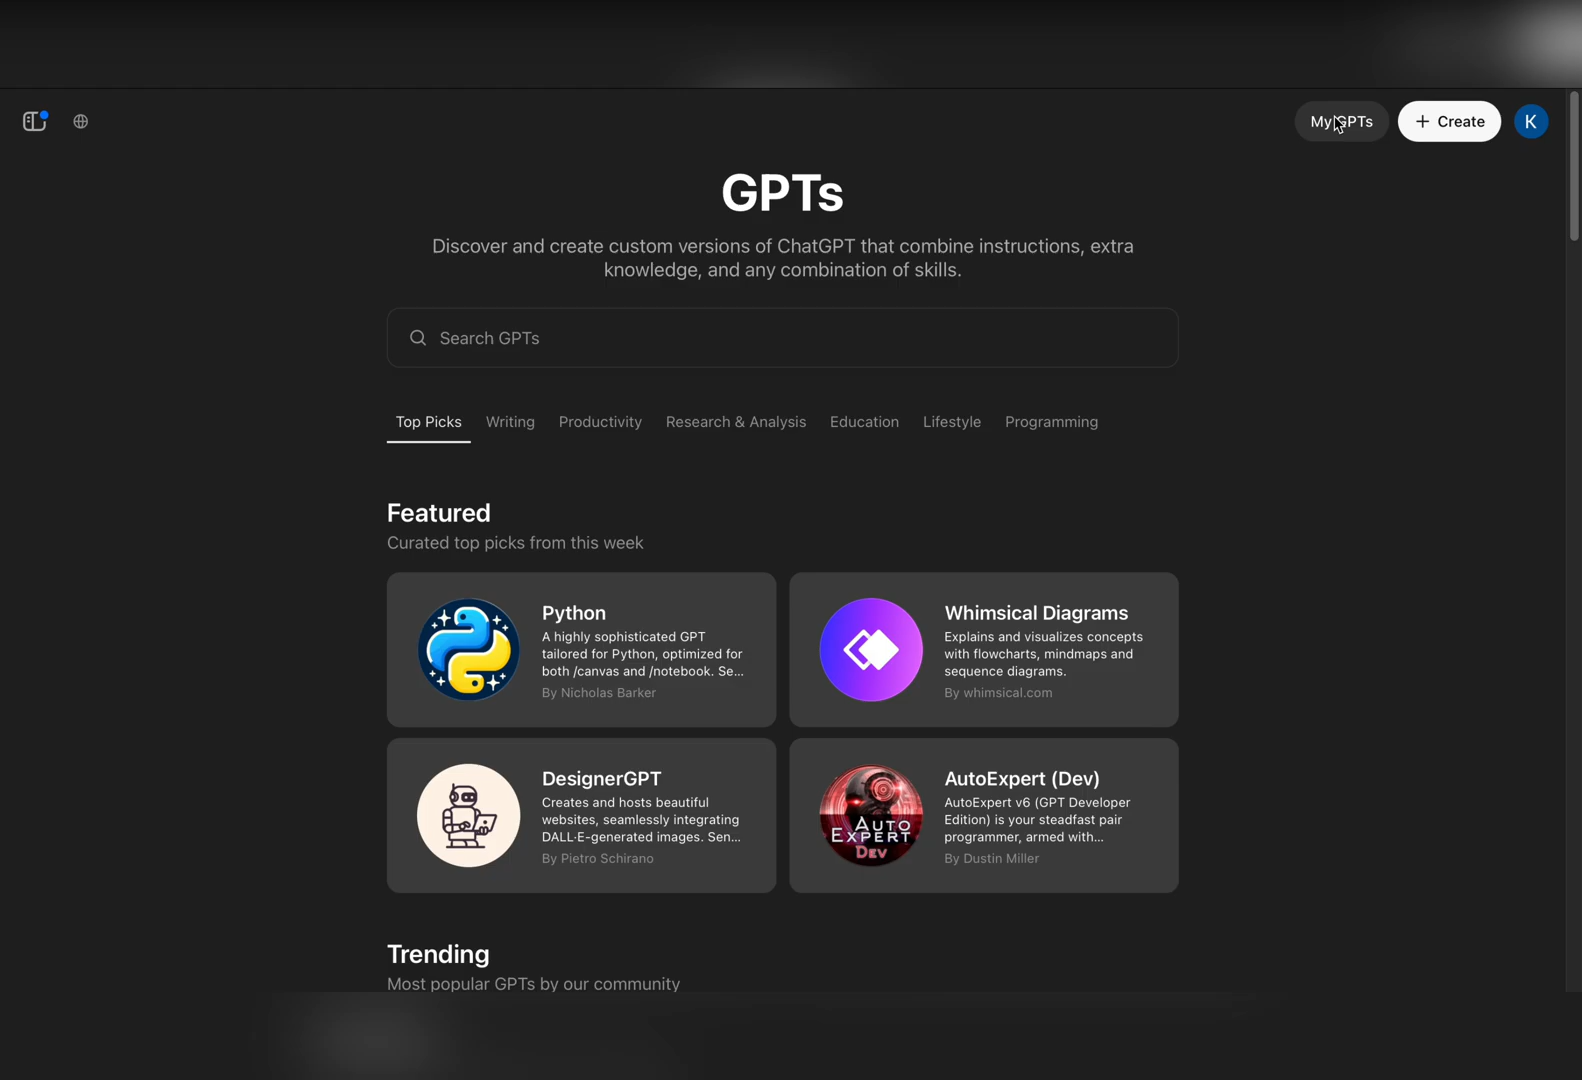 My GPTs
+ Create
K
GPTs
Discover and create custom versions of ChatGPT that combine instructions, extra
knowledge, and any combination of skills.
Search GPTs
Top Picks
Writing
Productivity
Research & Analysis
Education
Lifestyle
Programming
Featured
Curated top picks from this week
Python
A highly sophisticated GPT
tailored for Python, optimized for
both /canvas and /notebook. Se...
By Nicholas Barker
Whimsical Diagrams
Explains and visualizes concepts
with flowcharts, mindmaps and
sequence diagrams.
By whimsical.com
DesignerGPT
Creates and hosts beautiful
websites, seamlessly integrating
DALL·E-generated images. Sen...
By Pietro Schirano
AUTO
EXPERT
DEV
AutoExpert (Dev)
AutoExpert v6 (GPT Developer
Edition) is your steadfast pair
programmer, armed with...
By Dustin Miller
Trending
Most popular GPTs by our community